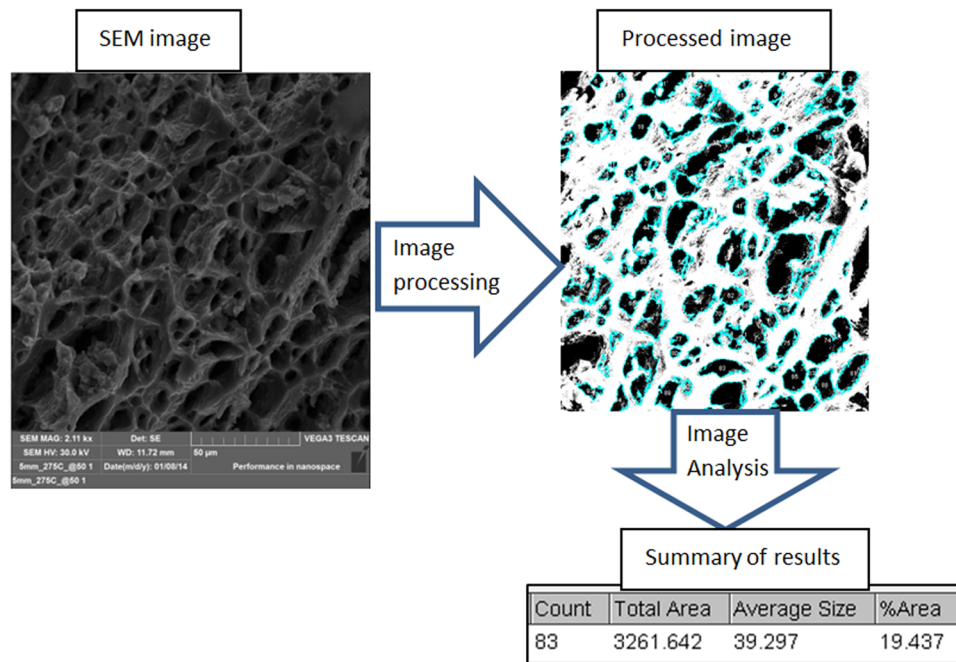 SEM image
Processed image
SEM MAG: 2.11 kx Det: SE VEGA3 TESCAN
SEM HV: 30.0 kV WD: 11.72 mm 50 µm
5mm_275C_@50 1 Date(m/d/y): 01/08/14 Performance in nanospace
5mm_275C_@50 1
Image
processing
Image
Analysis
Summary of results
Count Total Area Average Size %Area
83 3261.642 39.297 19.437